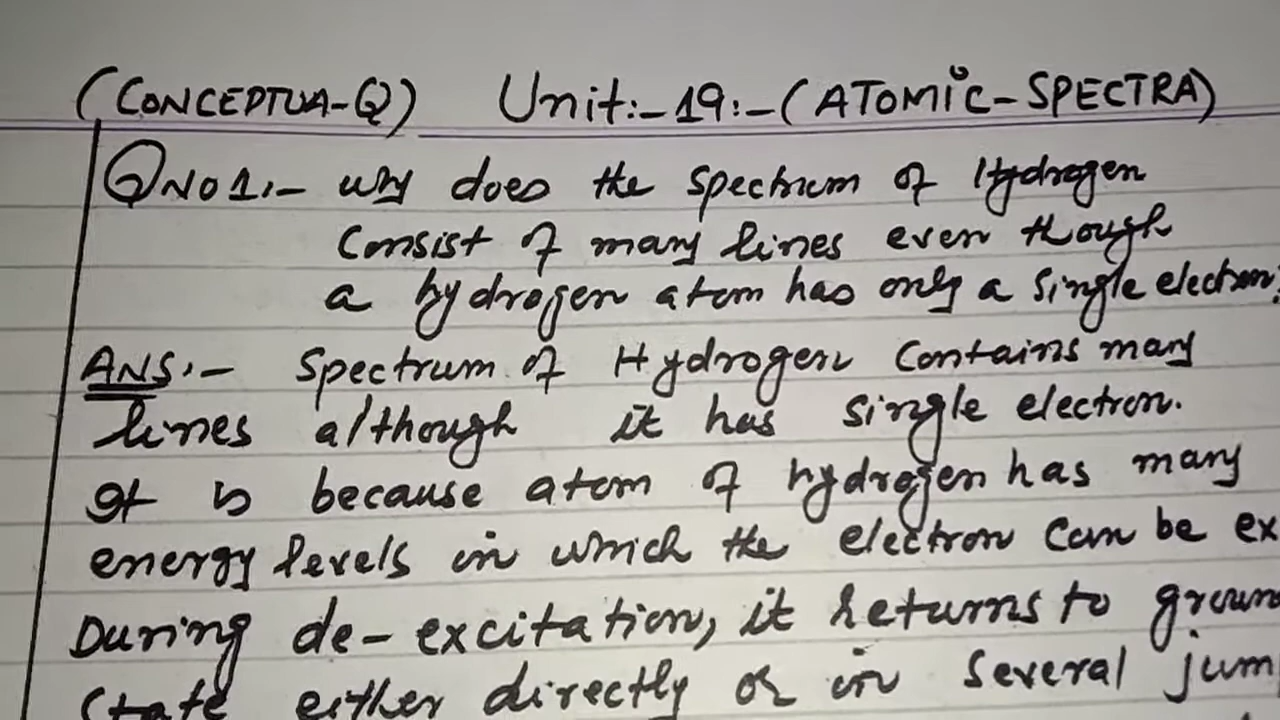 (CONCEPTUA-Q) Unit:-19:-(ATOMIC-SPECTRA)
QNO1:- why does the spectrum of Hydrogen
Consist of many lines even though
a hydrogen atom has only a single electron?
ANS:- Spectrum of Hydrogen Contains many
lines although it has single electron.
It is because atom of hydrogen has many
energy levels in which the electron can be ex
During de-excitation, it returns to groun
State either directly or in several jum